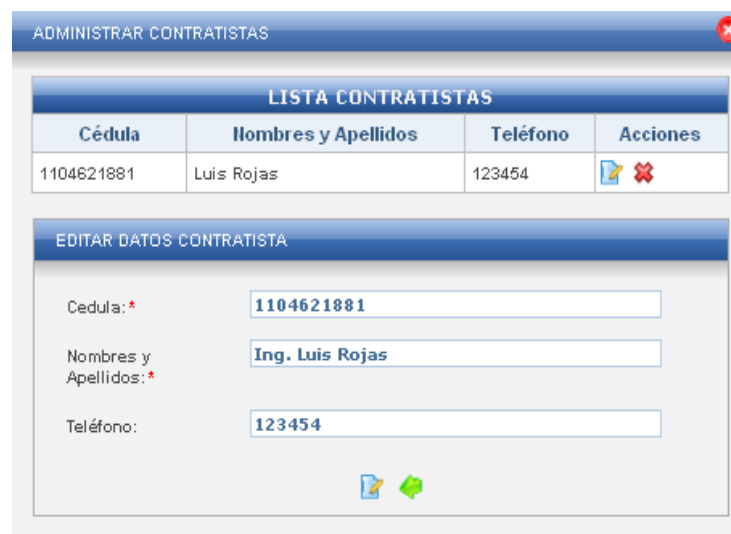 ADMINISTRAR CONTRATISTAS
LISTA CONTRATISTAS
Cédula Nombres y Apellidos Teléfono Acciones
1104621881 Luis Rojas 123454
EDITAR DATOS CONTRATISTA
Cedula:* 1104621881
Nombres y
Apellidos:* Ing. Luis Rojas
Teléfono: 123454